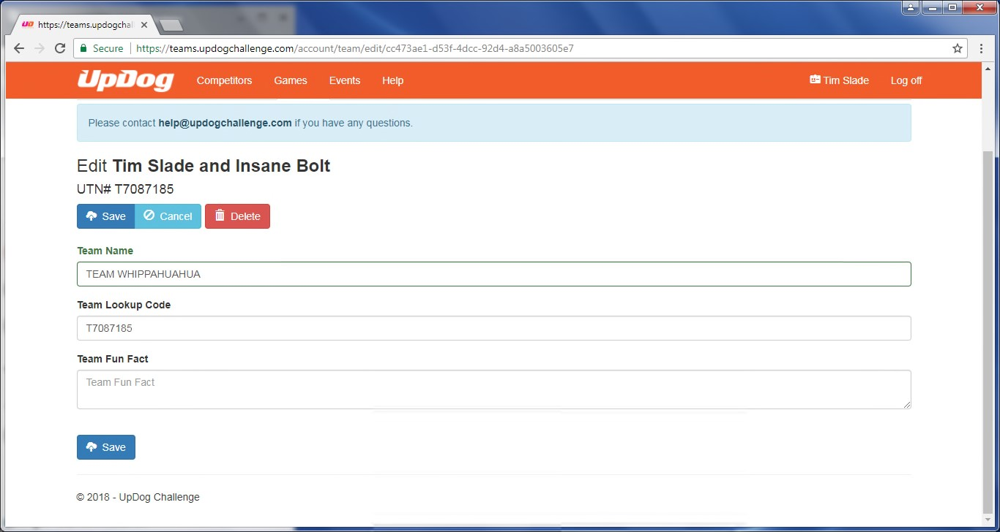 UD https://teams.updogchal
Secure https://teams.updogchallenge.com/account/team/edit/cc473ae1-d53f-4dcc-92d4-a8a5003605e7
UpDog Competitors Games Events Help Tim Slade Log off
Please contact help@updogchallenge.com if you have any questions.
Edit Tim Slade and Insane Bolt
UTN# T7087185
Save Cancel Delete
Team Name
TEAM WHIPPAHUAHUA
Team Lookup Code
T7087185
Team Fun Fact
Team Fun Fact
Save
© 2018 - UpDog Challenge